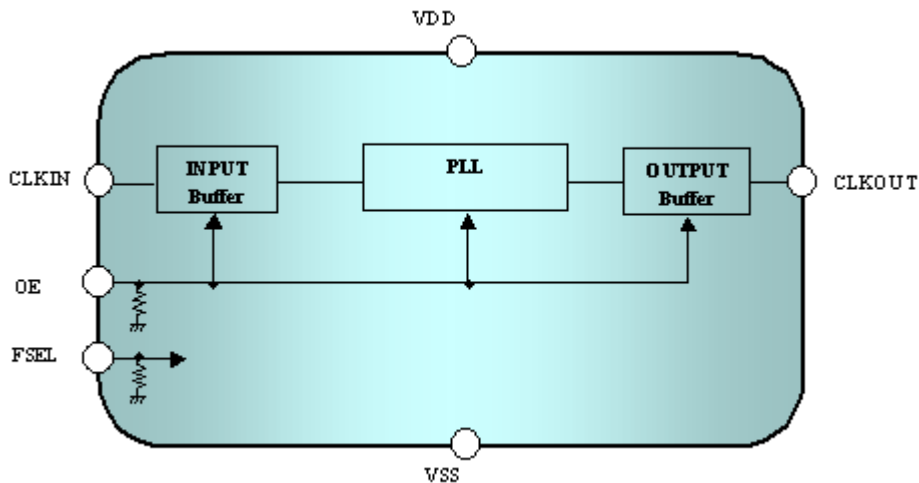 VDD
CLKIN
INPUT
Buffer
PLL
OUTPUT
Buffer
CLKOUT
OE
FSEL
VSS